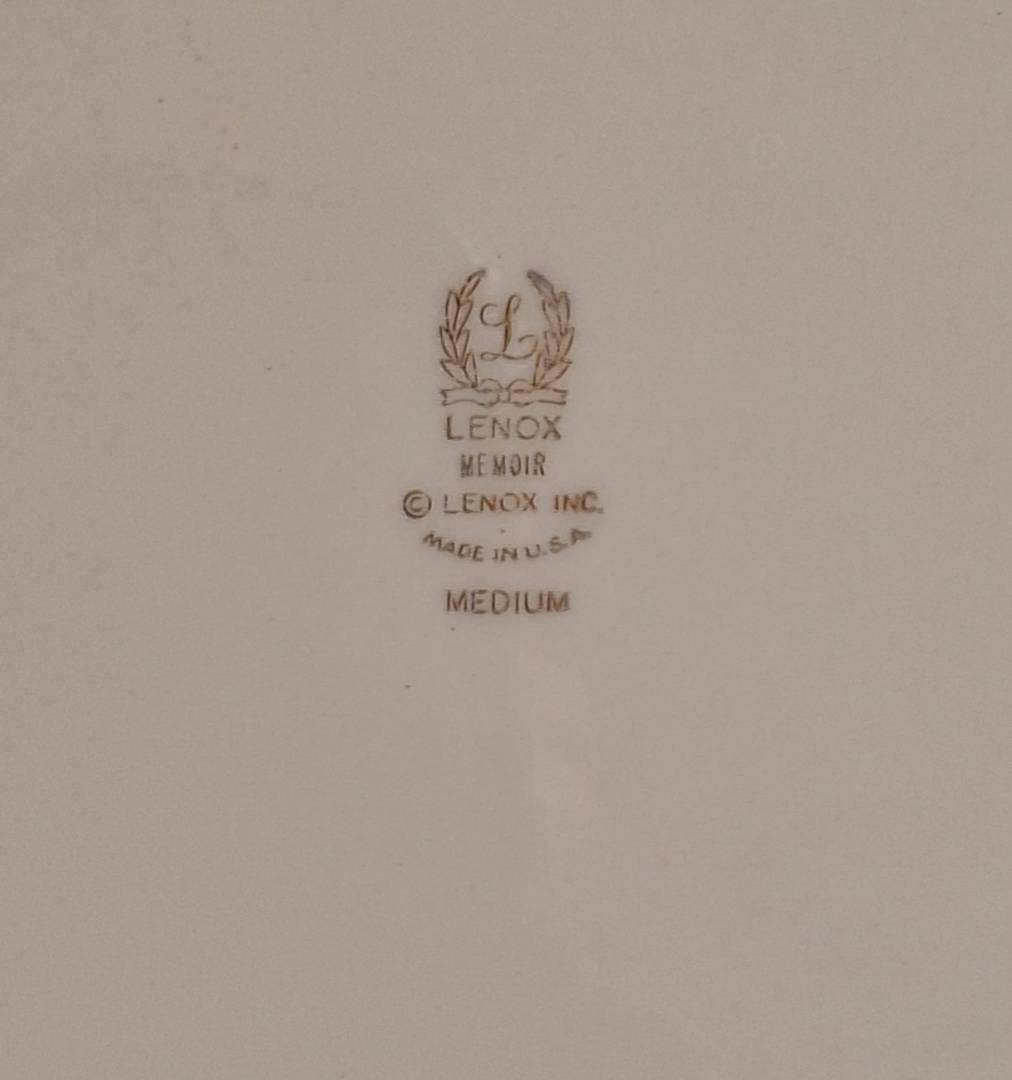 L
LENOX
MEMOIR
© LENOX INC.
MADE IN U.S.A.
MEDIUM